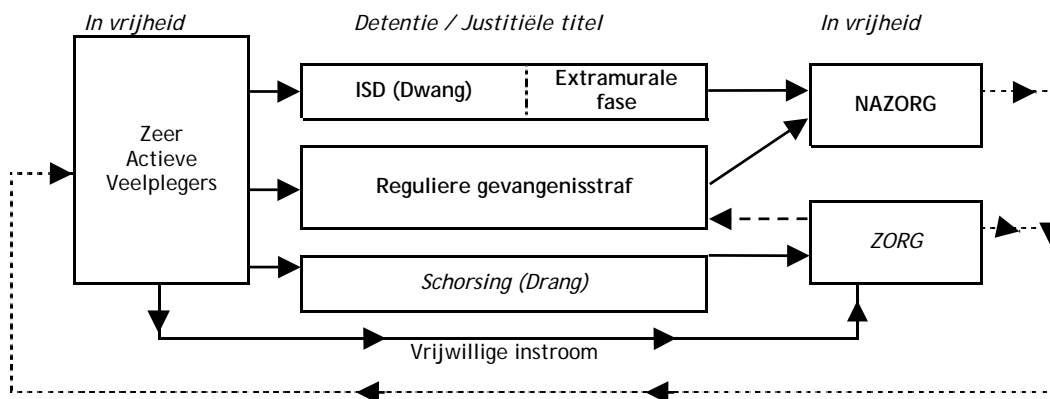 In vrijheid
Detentie / Justitiële titel
In vrijheid
ISD (Dwang)
Extramurale
fase
NAZORG
Zeer
Actieve
Veelplegers
Reguliere gevangenisstraf
ZORG
Schorsing (Drang)
Vrijwillige instroom